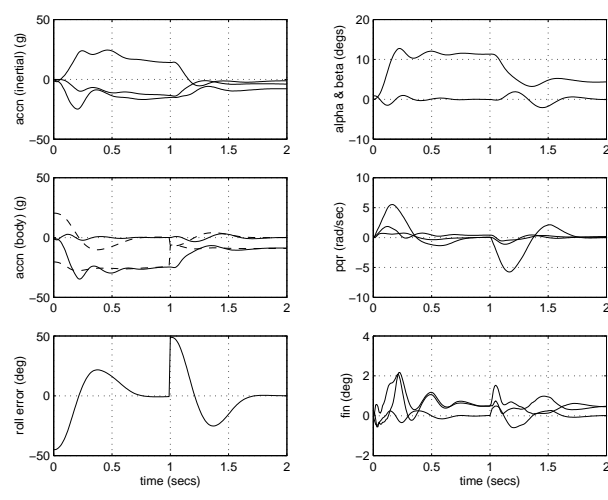 50
0
−50
accn (inertial) (g)
0 0.5 1 1.5 2
20
10
0
−10
alpha & beta (degs)
0 0.5 1 1.5 2
50
0
−50
accn (body) (g)
0 0.5 1 1.5 2
10
5
0
−5
−10
pqr (rad/sec)
0 0.5 1 1.5 2
50
0
−50
roll error (deg)
0 0.5 1 1.5 2
time (secs)
4
2
0
−2
fin (deg)
0 0.5 1 1.5 2
time (secs)